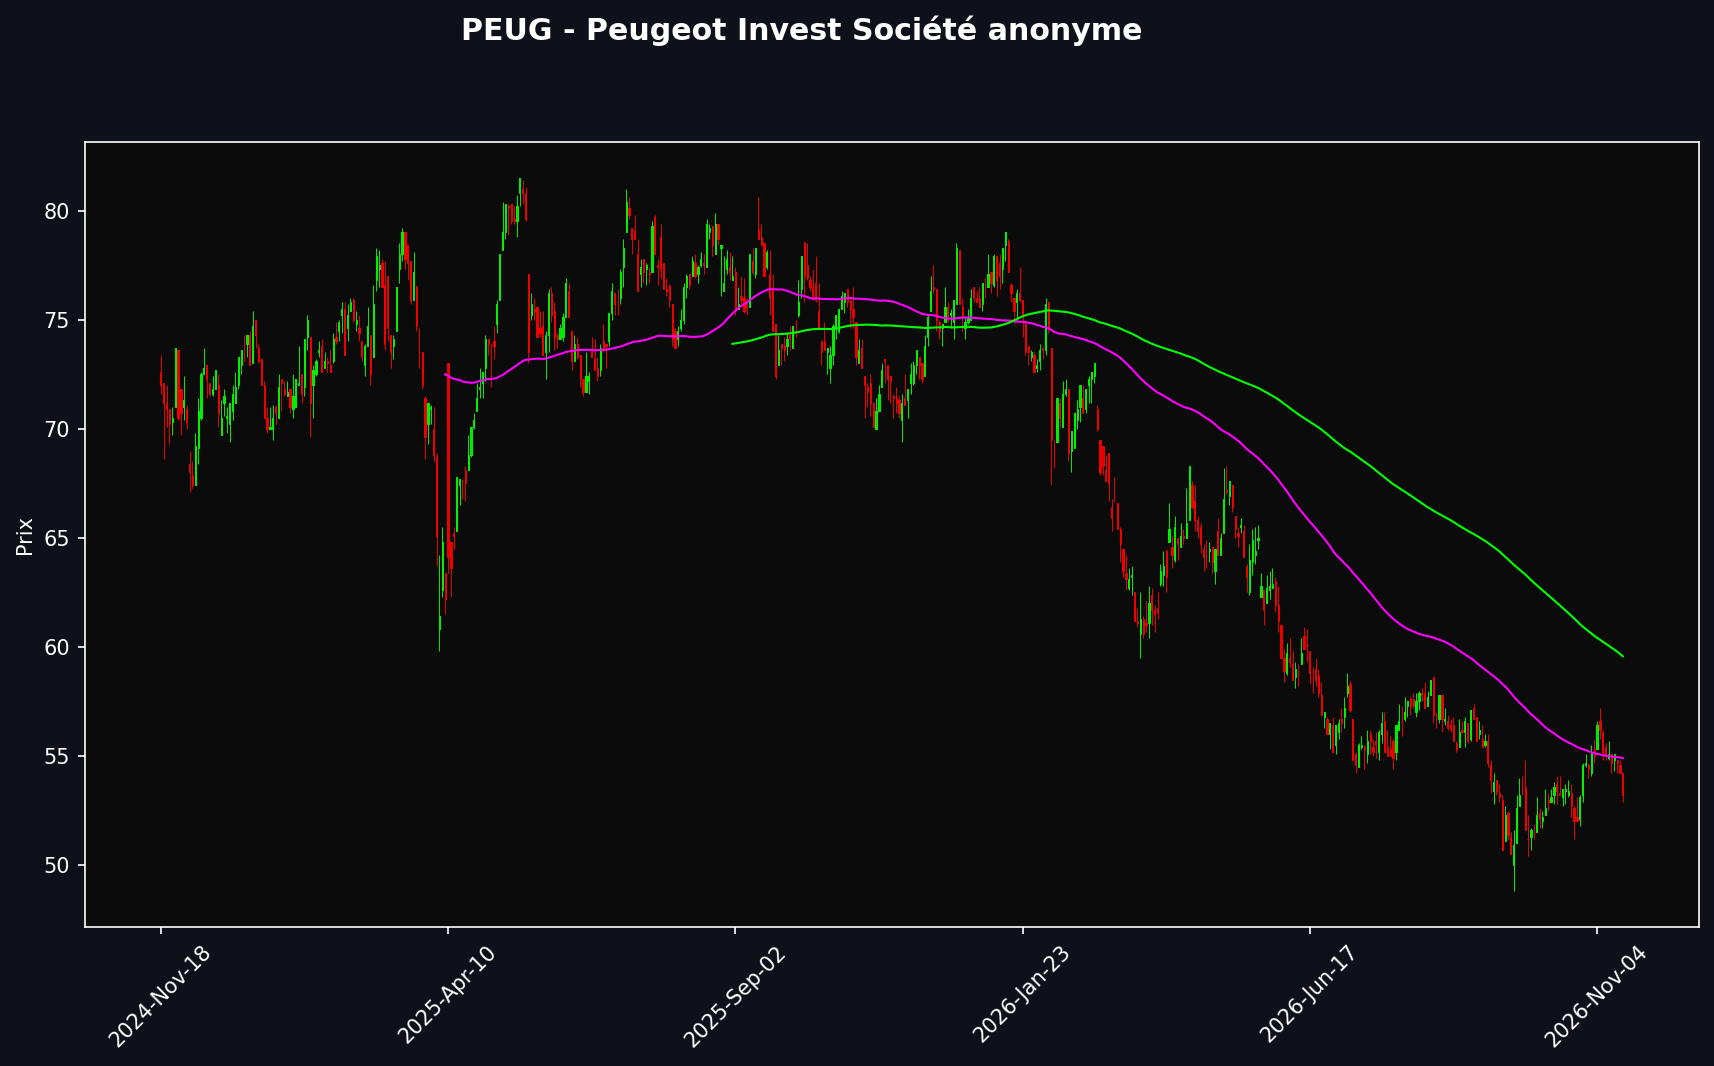 PEUG - Peugeot Invest Société anonyme
Prix
80
75
70
65
60
55
50
2024-Nov-18
2025-Apr-10
2025-Sep-02
2026-Jan-23
2026-Jun-17
2026-Nov-04